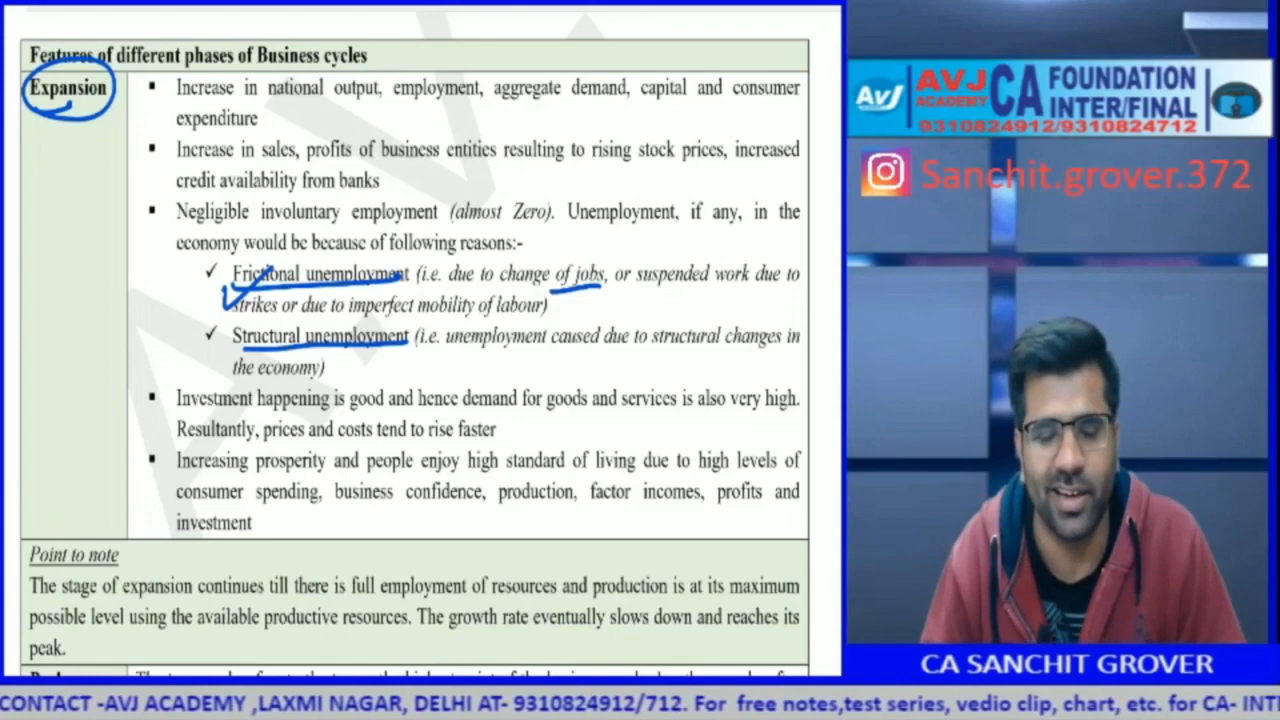 Features of different phases of Business cycles
Expansion
▪ Increase in national output, employment, aggregate demand, capital and consumer
expenditure
▪ Increase in sales, profits of business entities resulting to rising stock prices, increased
credit availability from banks
▪ Negligible involuntary employment (almost Zero). Unemployment, if any, in the
economy would be because of following reasons:-
✓ Frictional unemployment (i.e. due to change of jobs, or suspended work due to
strikes or due to imperfect mobility of labour)
✓ Structural unemployment (i.e. unemployment caused due to structural changes in
the economy)
▪ Investment happening is good and hence demand for goods and services is also very high.
Resultantly, prices and costs tend to rise faster
▪ Increasing prosperity and people enjoy high standard of living due to high levels of
consumer spending, business confidence, production, factor incomes, profits and
investment
Point to note
The stage of expansion continues till there is full employment of resources and production is at its maximum
possible level using the available productive resources. The growth rate eventually slows down and reaches its
peak.
AVJ
AVJ
ACADEMY
CA
FOUNDATION
INTER/FINAL
9310824912/9310824712
Sanchit.grover.372
CA SANCHIT GROVER
CONTACT -AVJ ACADEMY ,LAXMI NAGAR, DELHI AT- 9310824912/712. For free notes,test series, vedio clip, chart, etc. for CA- INT